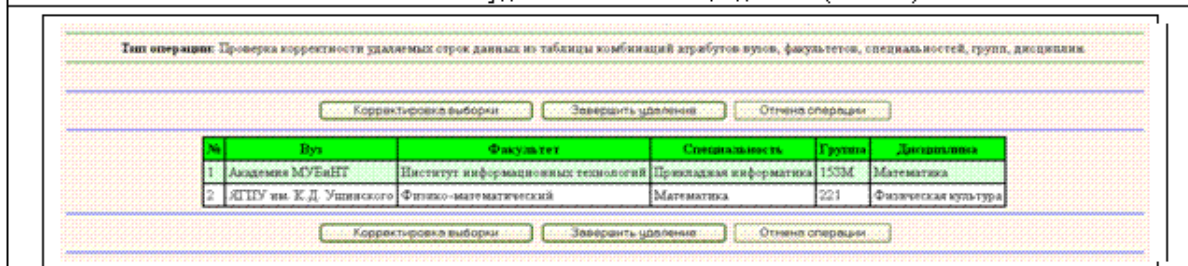 Тип операции: Проверка корректности удаляемых строк данных из таблицы комбинаций атрибутов вузов, факультетов, специальностей, групп, дисциплин.
Корректировка выборки Завершить удаление Отмена операции
№ Вуз Факультет Специальность Группа Дисциплина
1 Академия МУБиНТ Институт информационных технологий Прикладная информатика 153М Математика
2 ЯГПУ им. К.Д. Ушинского Физико-математический Математика 221 Физическая культура
Корректировка выборки Завершить удаление Отмена операции